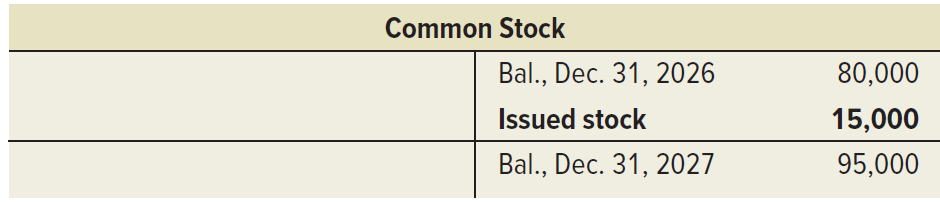 Common Stock
Bal., Dec. 31, 2026 80,000
Issued stock 15,000
Bal., Dec. 31, 2027 95,000